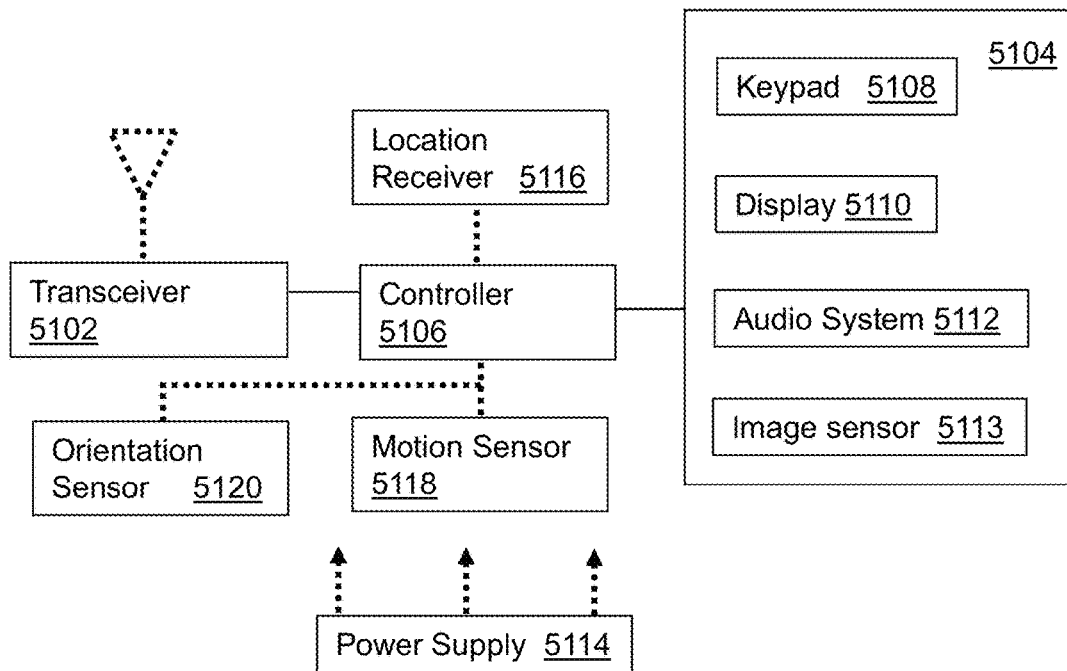 5104
Keypad 5108
Location
Receiver 5116
Display 5110
Transceiver
5102
Controller
5106
Audio System 5112
Orientation
Sensor 5120
Motion Sensor
5118
Image sensor 5113
Power Supply 5114